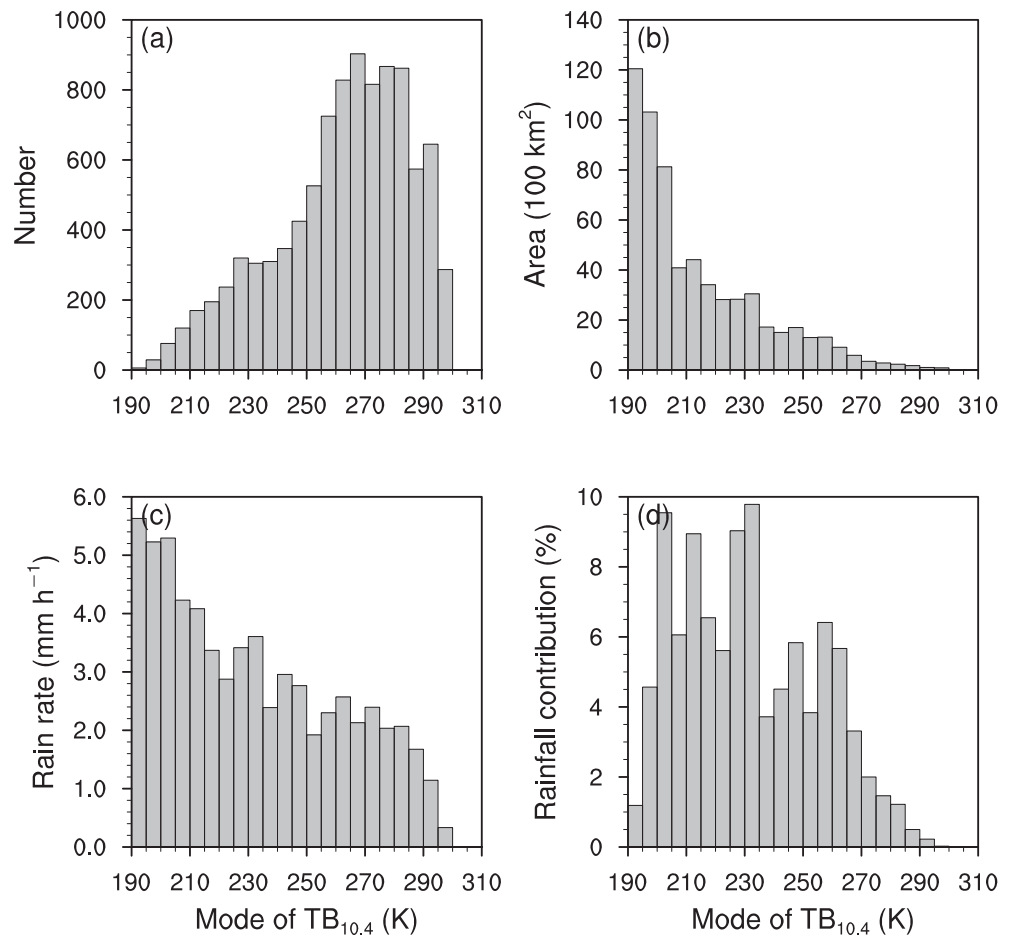 (a)
Number
1000
800
600
400
200
0
190 210 230 250 270 290 310
(b)
Area (100 km²)
140
120
100
80
60
40
20
0
190 210 230 250 270 290 310
(c)
Rain rate (mm h⁻¹)
6.0
5.0
4.0
3.0
2.0
1.0
0.0
190 210 230 250 270 290 310
Mode of TB₁₀.₄ (K)
(d)
Rainfall contribution (%)
10
8
6
4
2
0
190 210 230 250 270 290 310
Mode of TB₁₀.₄ (K)